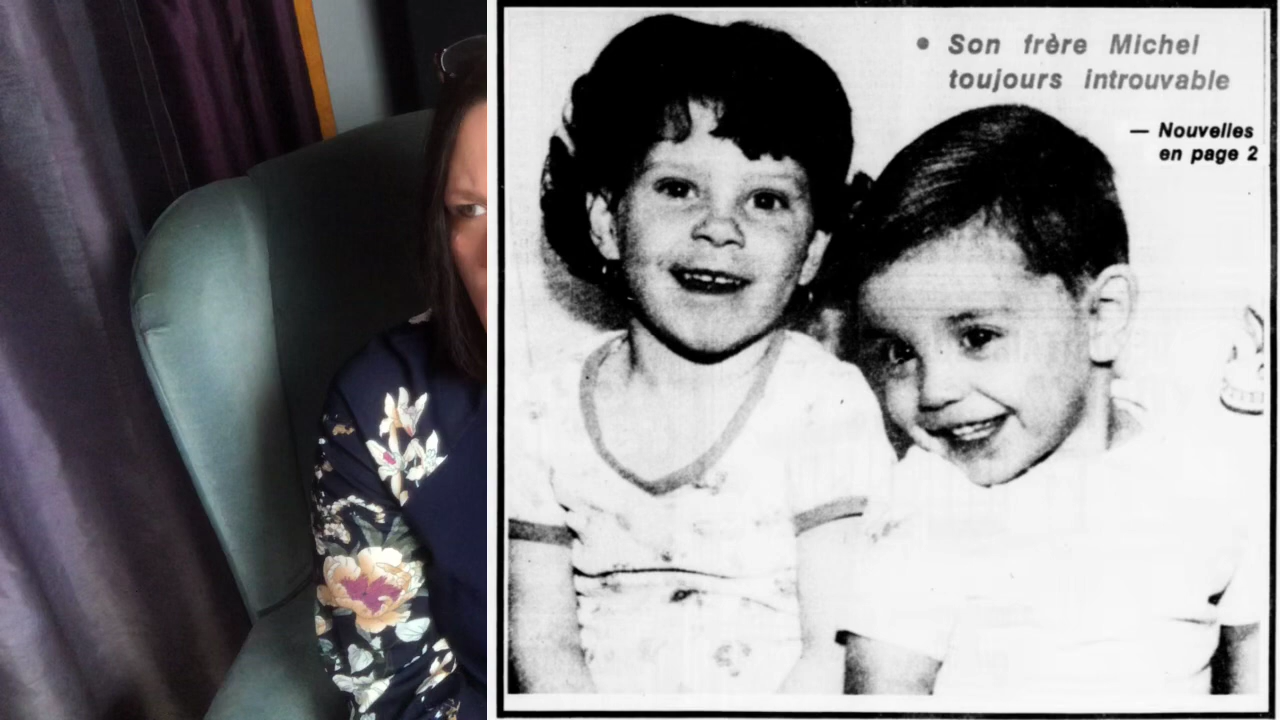 • Son frère Michel
toujours introuvable
— Nouvelles
en page 2